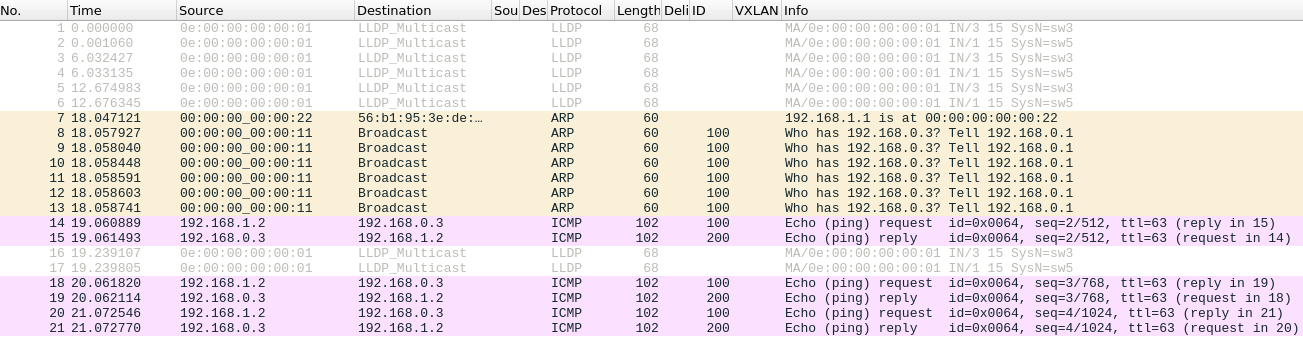 No. Time Source Destination Sou Des Protocol Length Deli ID VXLAN Info
1 0.000000 0e:00:00:00:00:01 LLDP_Multicast LLDP 68 MA/0e:00:00:00:00:01 IN/3 15 SysN=sw3
2 0.001060 0e:00:00:00:00:01 LLDP_Multicast LLDP 68 MA/0e:00:00:00:00:01 IN/1 15 SysN=sw5
3 6.032427 0e:00:00:00:00:01 LLDP_Multicast LLDP 68 MA/0e:00:00:00:00:01 IN/3 15 SysN=sw3
4 6.033135 0e:00:00:00:00:01 LLDP_Multicast LLDP 68 MA/0e:00:00:00:00:01 IN/1 15 SysN=sw5
5 12.674983 0e:00:00:00:00:01 LLDP_Multicast LLDP 68 MA/0e:00:00:00:00:01 IN/3 15 SysN=sw3
6 12.676345 0e:00:00:00:00:01 LLDP_Multicast LLDP 68 MA/0e:00:00:00:00:01 IN/1 15 SysN=sw5
7 18.047121 00:00:00_00:00:22 56:b1:95:3e:de:… ARP 60 192.168.1.1 is at 00:00:00:00:00:22
8 18.057927 00:00:00_00:00:11 Broadcast ARP 60 100 Who has 192.168.0.3? Tell 192.168.0.1
9 18.058040 00:00:00_00:00:11 Broadcast ARP 60 100 Who has 192.168.0.3? Tell 192.168.0.1
10 18.058448 00:00:00_00:00:11 Broadcast ARP 60 100 Who has 192.168.0.3? Tell 192.168.0.1
11 18.058591 00:00:00_00:00:11 Broadcast ARP 60 100 Who has 192.168.0.3? Tell 192.168.0.1
12 18.058603 00:00:00_00:00:11 Broadcast ARP 60 100 Who has 192.168.0.3? Tell 192.168.0.1
13 18.058741 00:00:00_00:00:11 Broadcast ARP 60 100 Who has 192.168.0.3? Tell 192.168.0.1
14 19.060889 192.168.1.2 192.168.0.3 ICMP 102 100 Echo (ping) request id=0x0064, seq=2/512, ttl=63 (reply in 15)
15 19.061493 192.168.0.3 192.168.1.2 ICMP 102 200 Echo (ping) reply id=0x0064, seq=2/512, ttl=63 (request in 14)
16 19.239107 0e:00:00:00:00:01 LLDP_Multicast LLDP 68 MA/0e:00:00:00:00:01 IN/3 15 SysN=sw3
17 19.239805 0e:00:00:00:00:01 LLDP_Multicast LLDP 68 MA/0e:00:00:00:00:01 IN/1 15 SysN=sw5
18 20.061820 192.168.1.2 192.168.0.3 ICMP 102 100 Echo (ping) request id=0x0064, seq=3/768, ttl=63 (reply in 19)
19 20.062114 192.168.0.3 192.168.1.2 ICMP 102 200 Echo (ping) reply id=0x0064, seq=3/768, ttl=63 (request in 18)
20 21.072546 192.168.1.2 192.168.0.3 ICMP 102 100 Echo (ping) request id=0x0064, seq=4/1024, ttl=63 (reply in 21)
21 21.072770 192.168.0.3 192.168.1.2 ICMP 102 200 Echo (ping) reply id=0x0064, seq=4/1024, ttl=63 (request in 20)